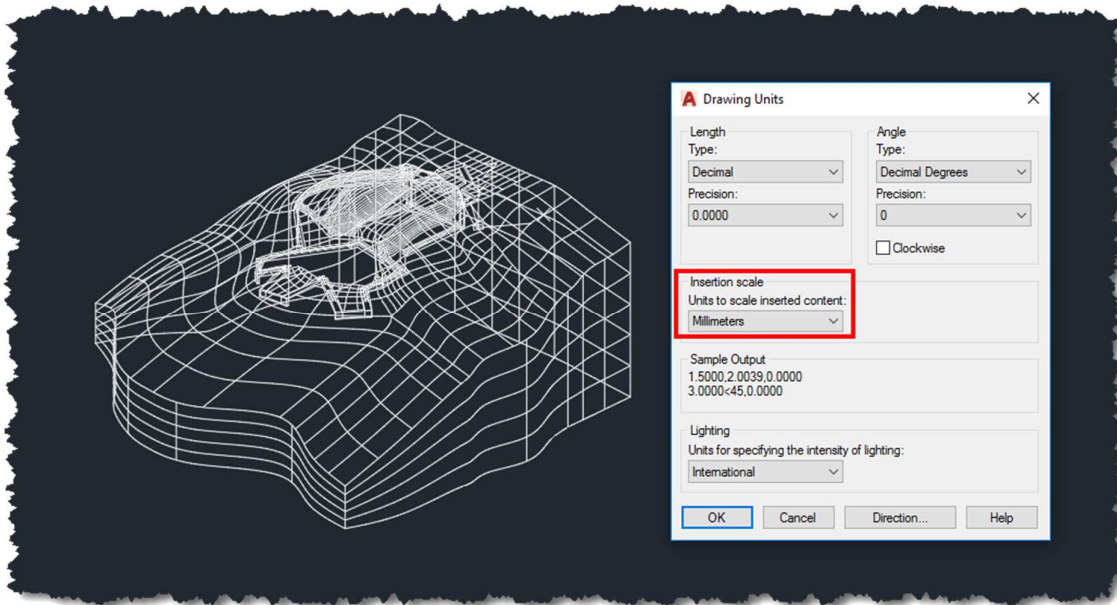 Drawing Units
Length
Type:
Decimal
Precision:
0.0000
Angle
Type:
Decimal Degrees
Precision:
0
Clockwise
Insertion scale
Units to scale inserted content:
Millimeters
Sample Output
1.5000,2.0039,0.0000
3.0000<45,0.0000
Lighting
Units for specifying the intensity of lighting:
International
OK
Cancel
Direction...
Help